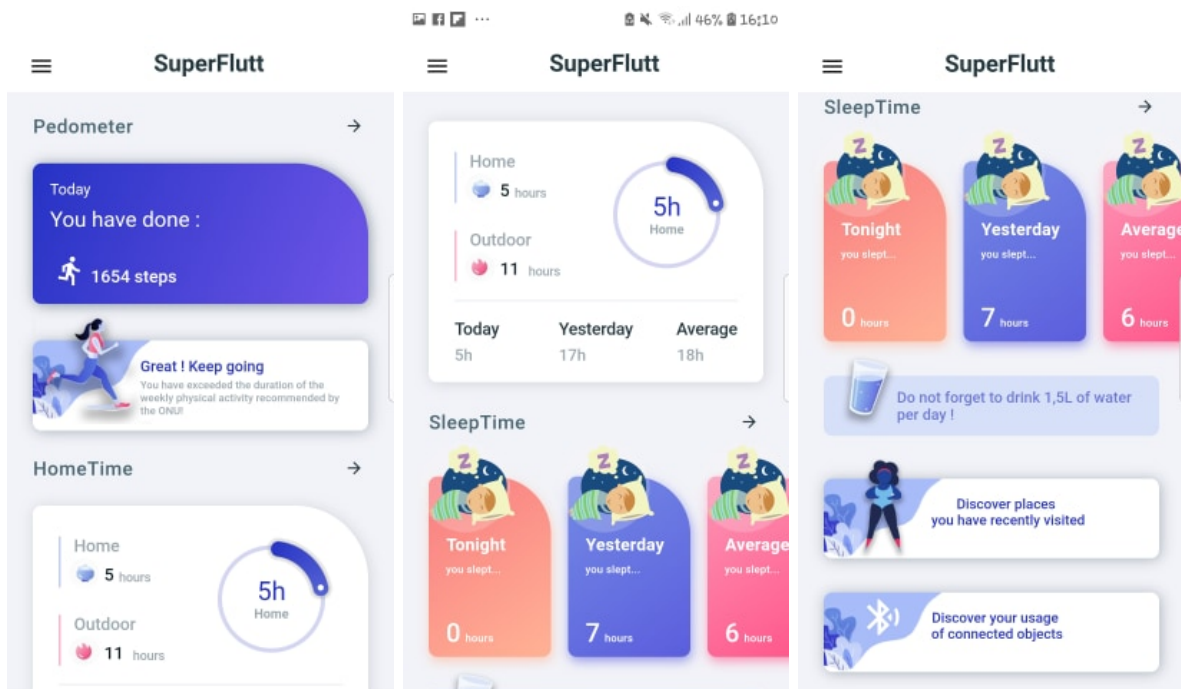 SuperFlutt
Pedometer
Today
You have done :
1654 steps
Great ! Keep going
You have exceeded the duration of the
weekly physical activity recommended by
the ONU!
HomeTime
Home
5 hours
Outdoor
11 hours
5h
Home
46% 16:10
SuperFlutt
Home
5 hours
Outdoor
11 hours
5h
Home
Today Yesterday Average
5h 17h 18h
SleepTime
Z Z Z
Tonight Yesterday Average
you slept... you slept... you slept...
0 hours 7 hours 6 hours
SuperFlutt
SleepTime
Z Z Z
Tonight Yesterday Average
you slept... you slept... you slept...
0 hours 7 hours 6 hours
Do not forget to drink 1,5L of water
per day !
Discover places
you have recently visited
Discover your usage
of connected objects